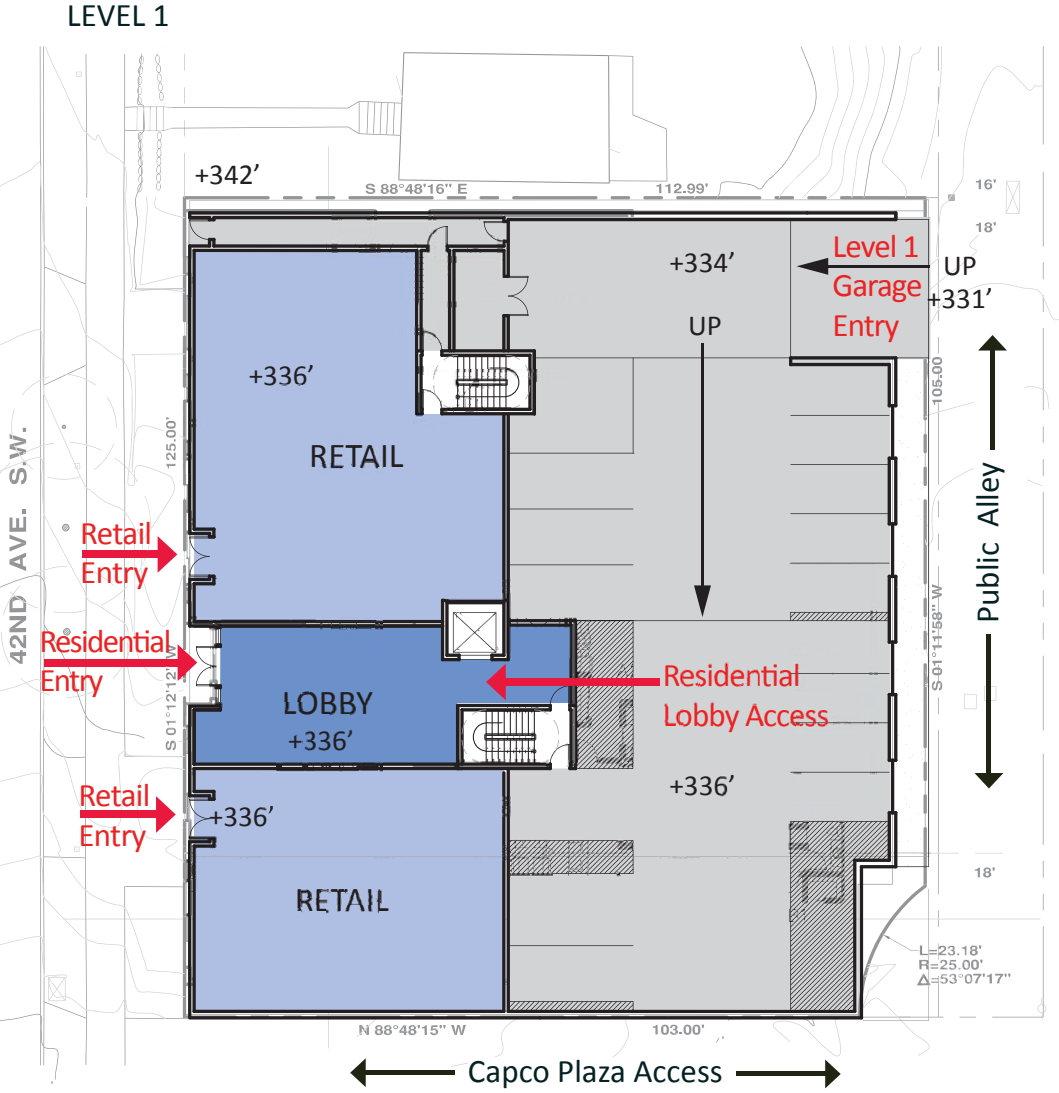 LEVEL 1
+342’
S 88°48'16" E
112.99'
16'
18'
+334’
Level 1
Garage
Entry
UP
+331’
UP
+336’
RETAIL
125.00'
105.00
42ND AVE. S.W.
Retail
Entry
Public Alley
S 01°11'58" W
Residential
Entry
S 01°12'12" W
LOBBY
+336’
Residential
Lobby Access
Retail
Entry
+336’
+336’
RETAIL
18'
L=23.18'
R=25.00'
Δ=53°07'17"
N 88°48'15" W
103.00'
Capco Plaza Access